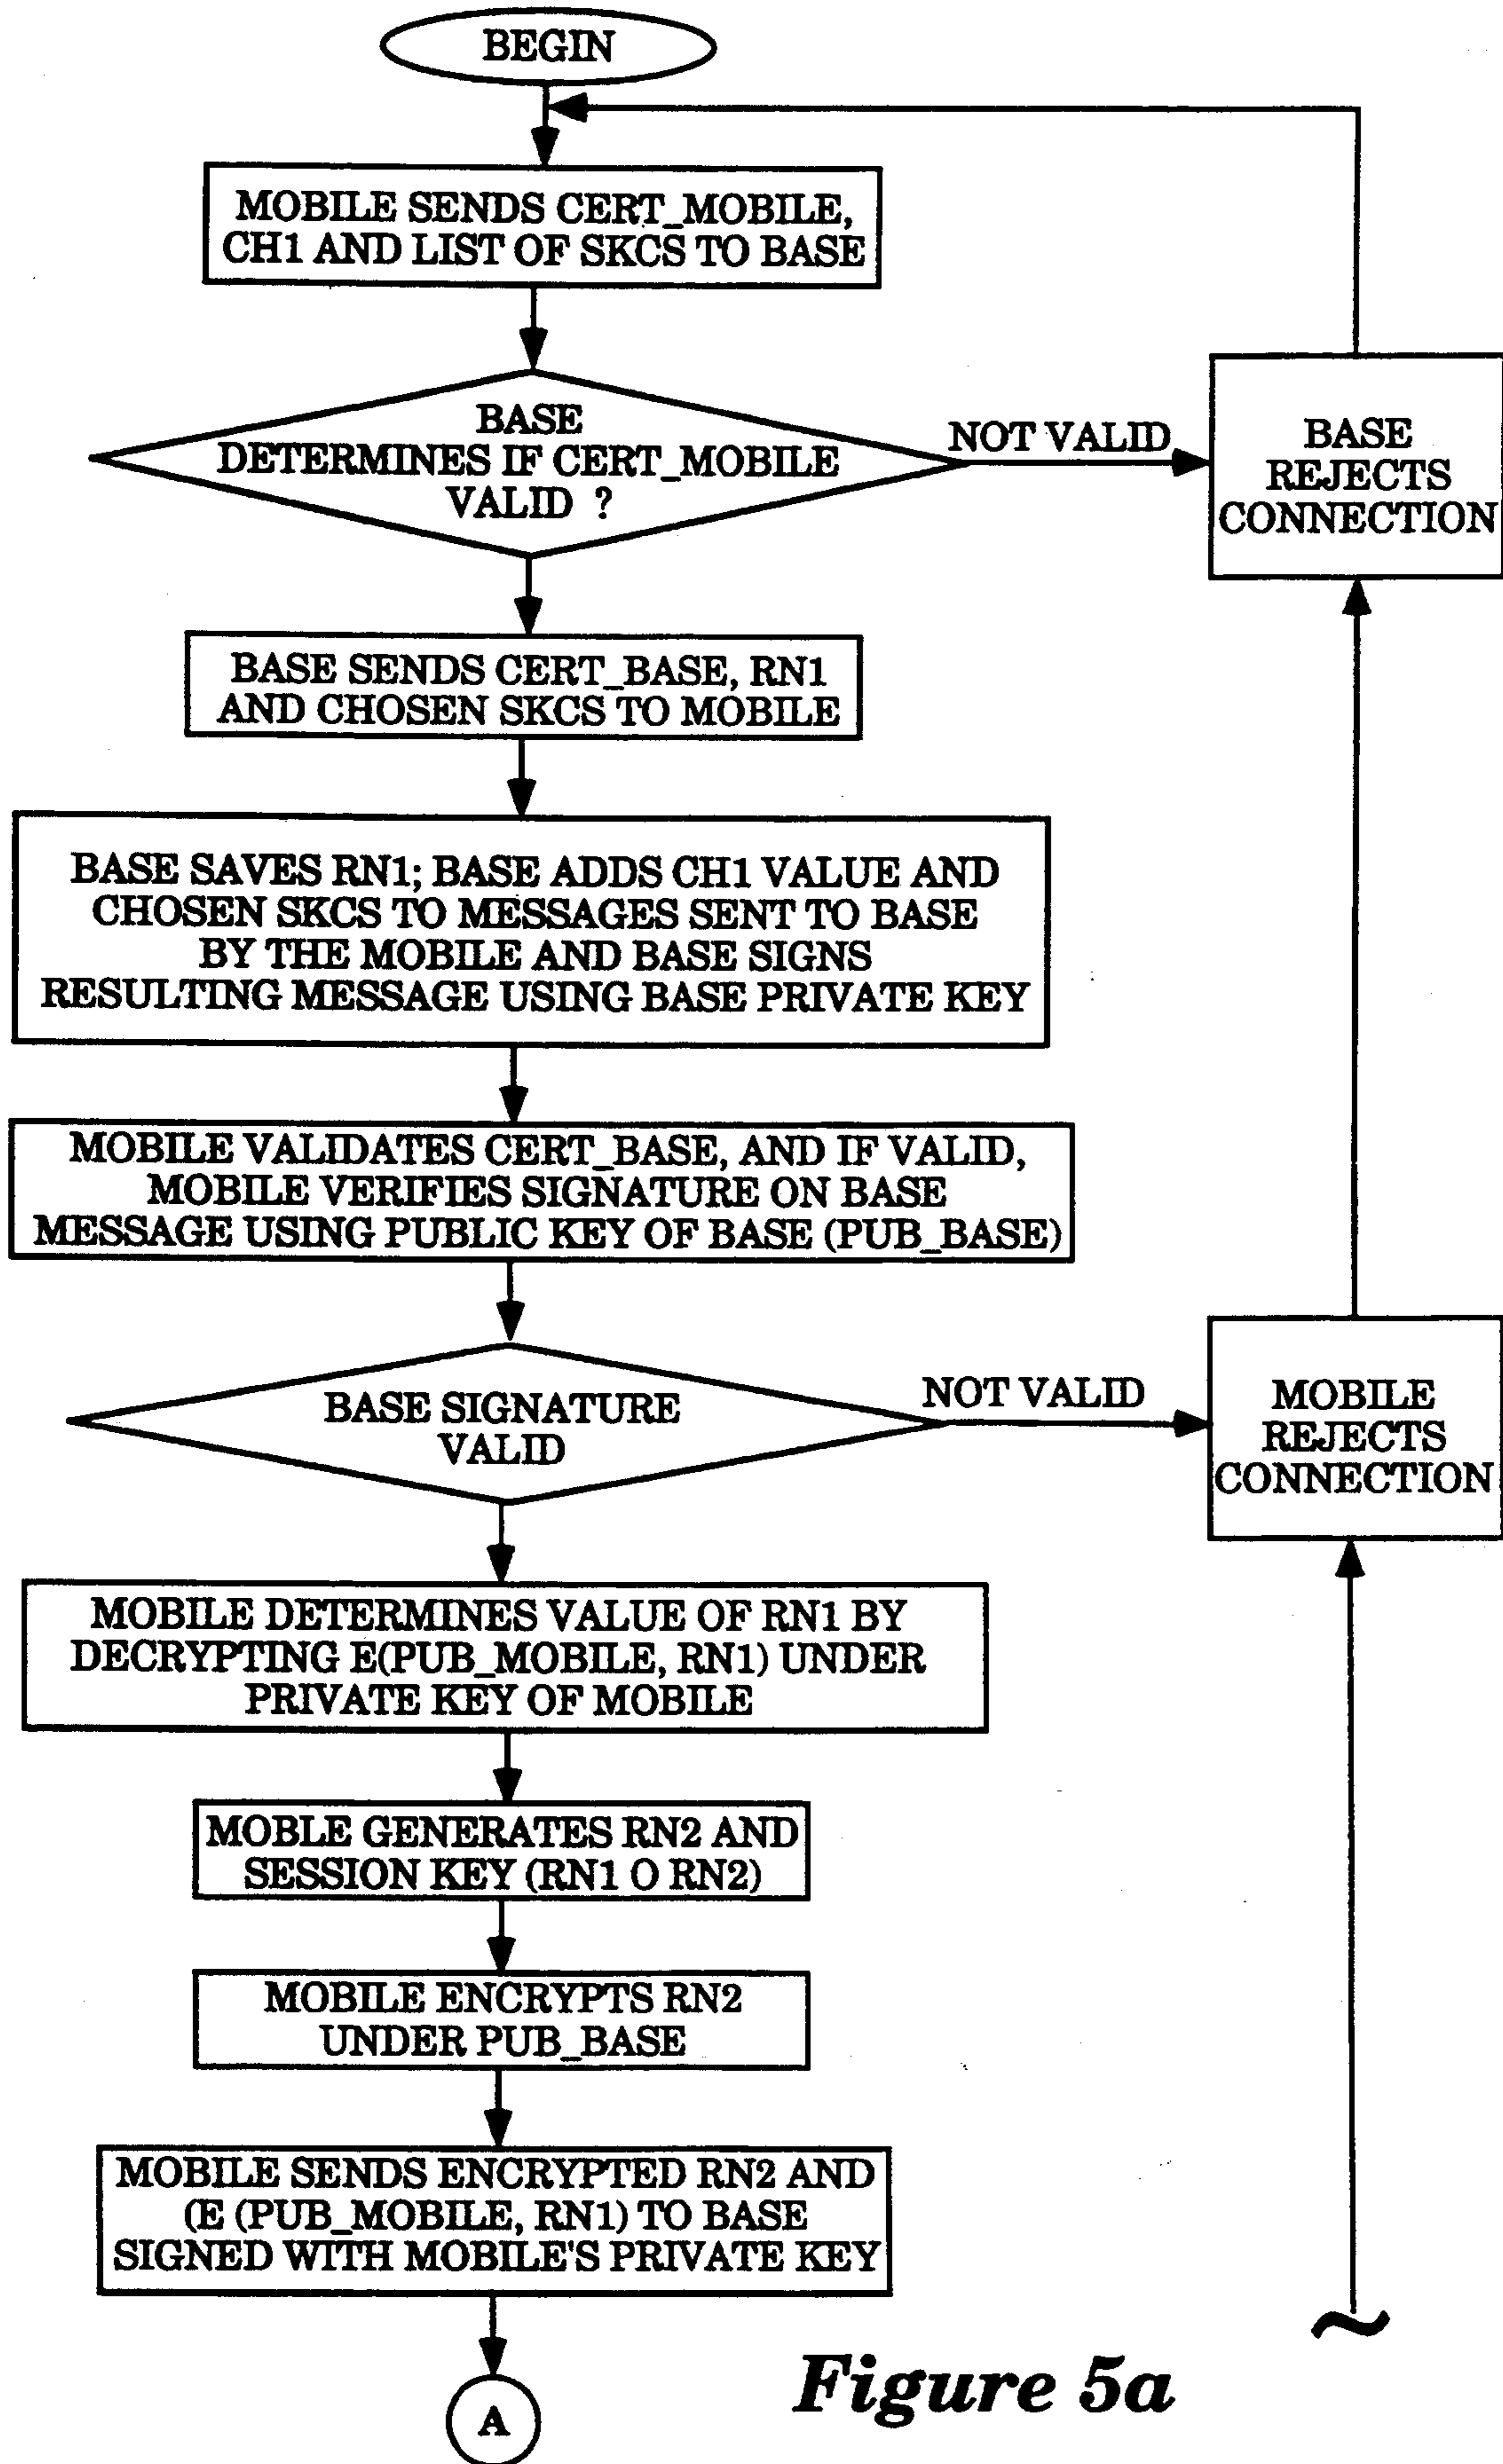 BEGIN
MOBILE SENDS CERT_MOBILE,
CH1 AND LIST OF SKCS TO BASE
BASE
DETERMINES IF CERT_MOBILE
VALID ?
NOT VALID
BASE
REJECTS
CONNECTION
BASE SENDS CERT_BASE, RN1
AND CHOSEN SKCS TO MOBILE
BASE SAVES RN1; BASE ADDS CH1 VALUE AND
CHOSEN SKCS TO MESSAGES SENT TO BASE
BY THE MOBILE AND BASE SIGNS
RESULTING MESSAGE USING BASE PRIVATE KEY
MOBILE VALIDATES CERT_BASE, AND IF VALID,
MOBILE VERIFIES SIGNATURE ON BASE
MESSAGE USING PUBLIC KEY OF BASE (PUB_BASE)
BASE SIGNATURE
VALID
NOT VALID
MOBILE
REJECTS
CONNECTION
MOBILE DETERMINES VALUE OF RN1 BY
DECRYPTING E(PUB_MOBILE, RN1) UNDER
PRIVATE KEY OF MOBILE
MOBLE GENERATES RN2 AND
SESSION KEY (RN1 O RN2)
MOBILE ENCRYPTS RN2
UNDER PUB_BASE
MOBILE SENDS ENCRYPTED RN2 AND
(E (PUB_MOBILE, RN1) TO BASE
SIGNED WITH MOBILE'S PRIVATE KEY
A
Figure 5a